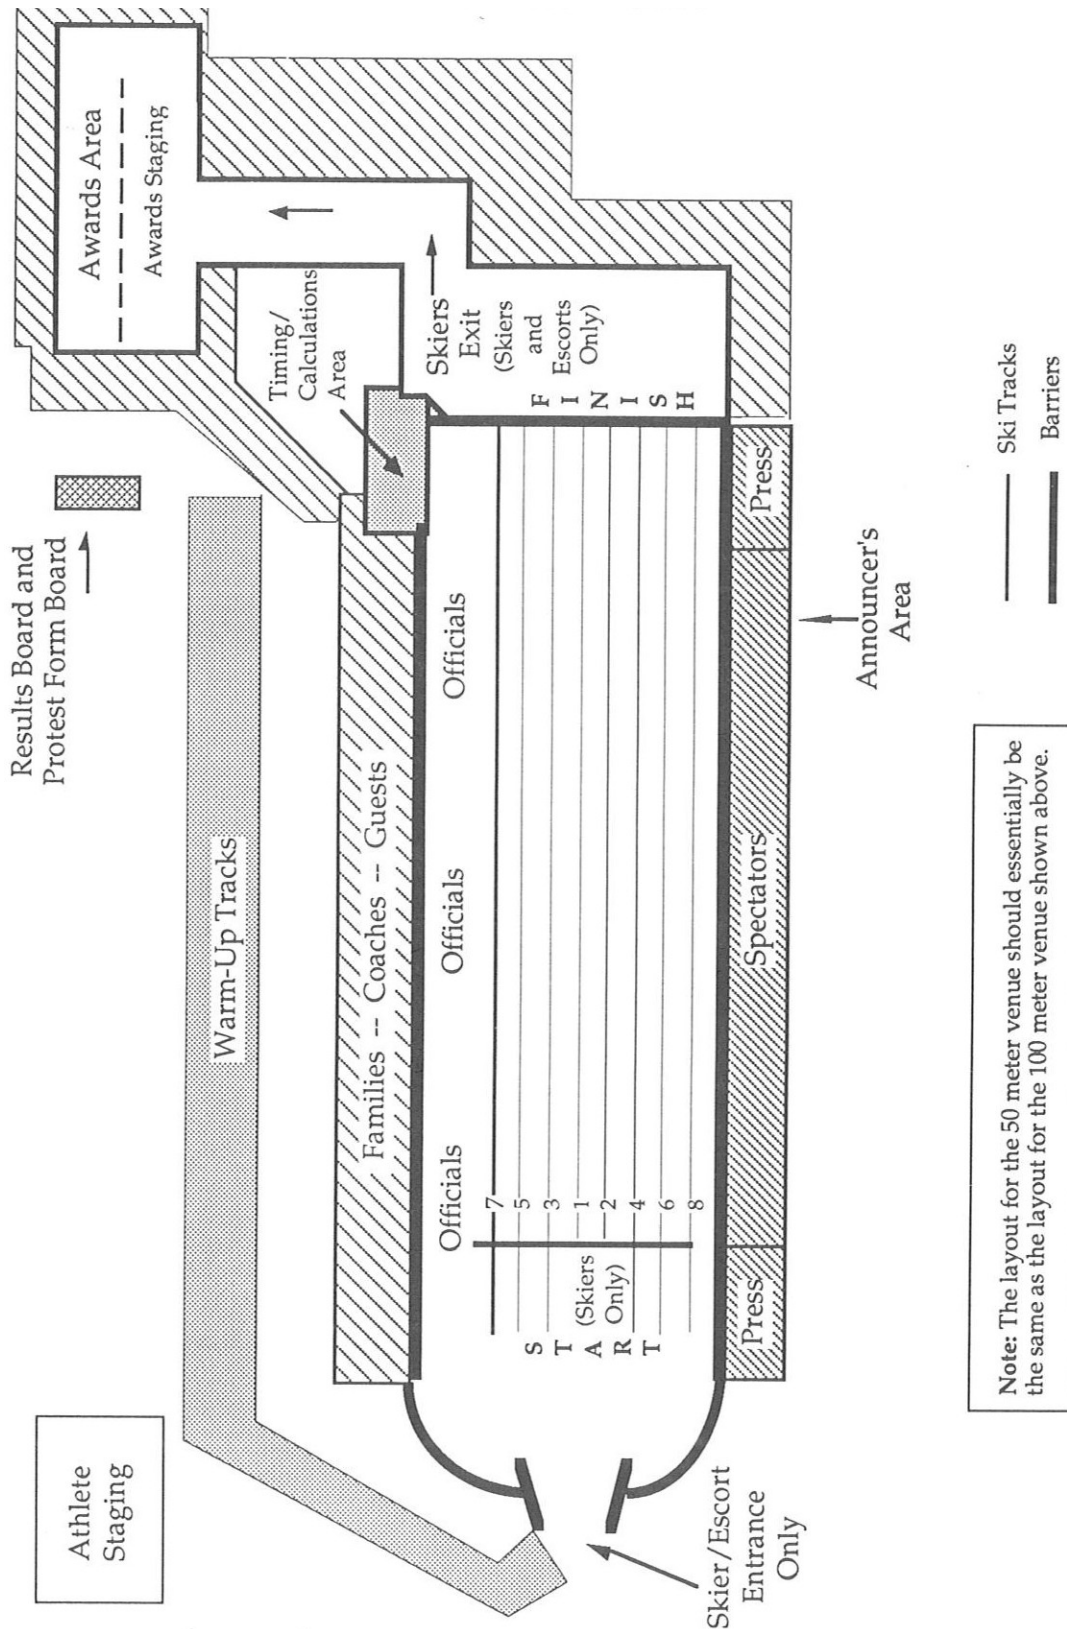 Results Board and
Protest Form Board
Awards Area
Awards Staging
Athlete
Staging
Warm-Up Tracks
Timing/
Calculations
Area
Families -- Coaches -- Guests
Skiers
Exit
(Skiers
and
Escorts
Only)
Officials
Officials
Officials
START
(Skiers
Only)
7
5
3
1
2
4
6
8
FINISH
Skier/Escort
Entrance
Only
Press
Spectators
Press
Announcer's
Area
Ski Tracks
Barriers
Note: The layout for the 50 meter venue should essentially be
the same as the layout for the 100 meter venue shown above.